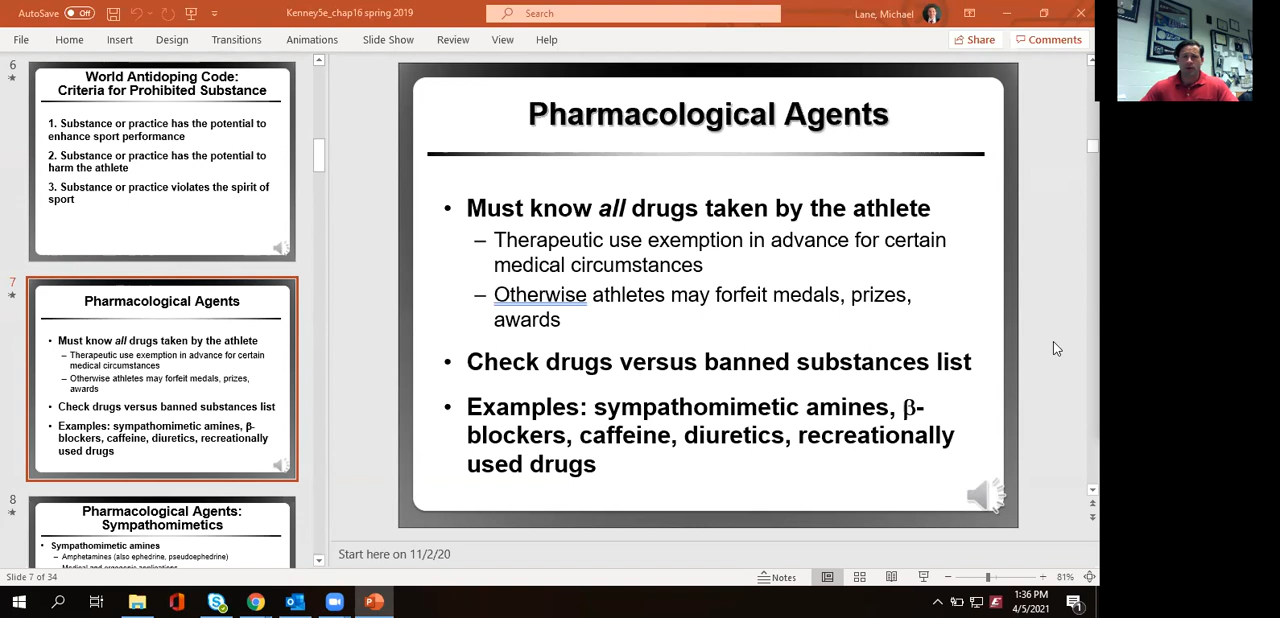 AutoSave Off
Kenney5e_chap16 spring 2019
Search
Lane, Michael
File Home Insert Design Transitions Animations Slide Show Review View Help
Share Comments
6
World Antidoping Code:
Criteria for Prohibited Substance
1. Substance or practice has the potential to
enhance sport performance
2. Substance or practice has the potential to
harm the athlete
3. Substance or practice violates the spirit of
sport
7
Pharmacological Agents
• Must know all drugs taken by the athlete
– Therapeutic use exemption in advance for certain
medical circumstances
– Otherwise athletes may forfeit medals, prizes,
awards
• Check drugs versus banned substances list
• Examples: sympathomimetic amines, β-
blockers, caffeine, diuretics, recreationally
used drugs
8
Pharmacological Agents:
Sympathomimetics
• Sympathomimetic amines
– Amphetamines (also ephedrine, pseudoephedrine)
– Medical and ergogenic applications
Pharmacological Agents
• Must know all drugs taken by the athlete
– Therapeutic use exemption in advance for certain
medical circumstances
– Otherwise athletes may forfeit medals, prizes,
awards
• Check drugs versus banned substances list
• Examples: sympathomimetic amines, β-
blockers, caffeine, diuretics, recreationally
used drugs
Start here on 11/2/20
Slide 7 of 34
Notes
81%
1:36 PM
4/5/2021
1